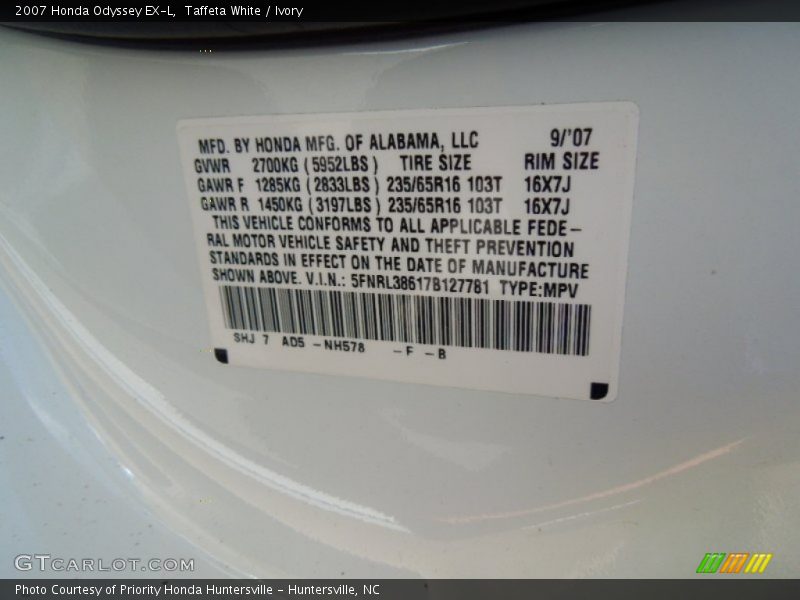 2007 Honda Odyssey EX-L,  Taffeta White / Ivory
MFD. BY HONDA MFG. OF ALABAMA, LLC 9/'07
GVWR 2700KG (5952LBS) TIRE SIZE RIM SIZE
GAWR F 1285KG (2833LBS) 235/65R16 103T 16X7J
GAWR R 1450KG (3197LBS) 235/65R16 103T 16X7J
THIS VEHICLE CONFORMS TO ALL APPLICABLE FEDE-
RAL MOTOR VEHICLE SAFETY AND THEFT PREVENTION
STANDARDS IN EFFECT ON THE DATE OF MANUFACTURE
SHOWN ABOVE. V.I.N.: 5FNRL38617B127781 TYPE:MPV
SHJ 7 AD5 -NH578 -F -B
GTCARLOT.COM
Photo Courtesy of Priority Honda Huntersville - Huntersville, NC